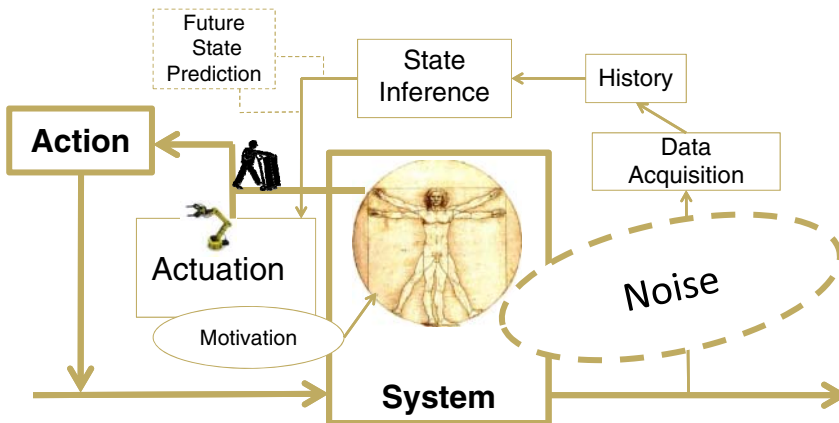 Future
State
Prediction
State
Inference
History
Action
Data
Acquisition
Actuation
Noise
Motivation
System